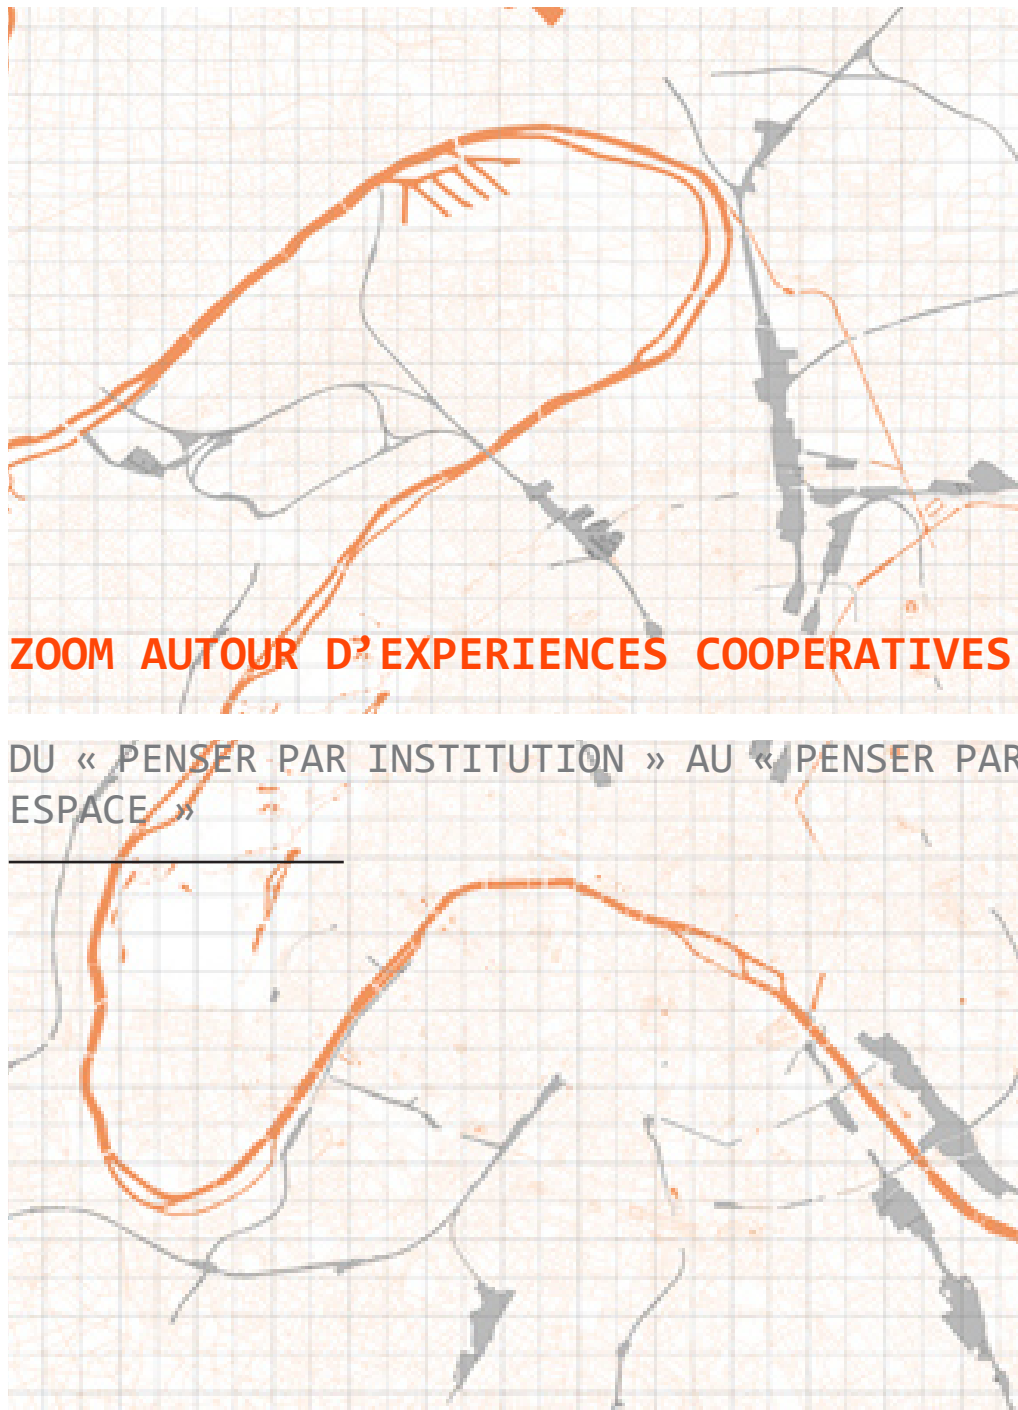 ZOOM AUTOUR D’EXPERIENCES COOPERATIVES
DU « PENSER PAR INSTITUTION » AU « PENSER PAR
ESPACE »